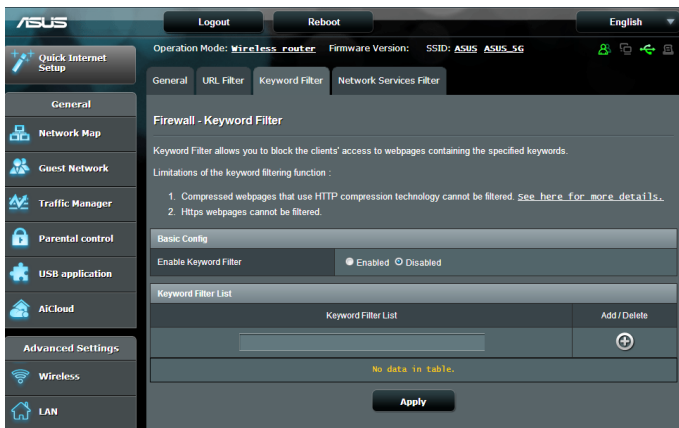 ASUS
Logout
Reboot
English
Quick Internet
Setup
Operation Mode: Wireless router Firmware Version: SSID: ASUS ASUS_5G
General
URL Filter
Keyword Filter
Network Services Filter
General
Network Map
Guest Network
Traffic Manager
Parental control
USB application
AiCloud
Advanced Settings
Wireless
LAN
Firewall - Keyword Filter
Keyword Filter allows you to block the clients' access to webpages containing the specified keywords.
Limitations of the keyword filtering function :
1. Compressed webpages that use HTTP compression technology cannot be filtered. See here for more details.
2. Https webpages cannot be filtered.
Basic Config
Enable Keyword Filter
Enabled Disabled
Keyword Filter List
Keyword Filter List
Add / Delete
No data in table.
Apply